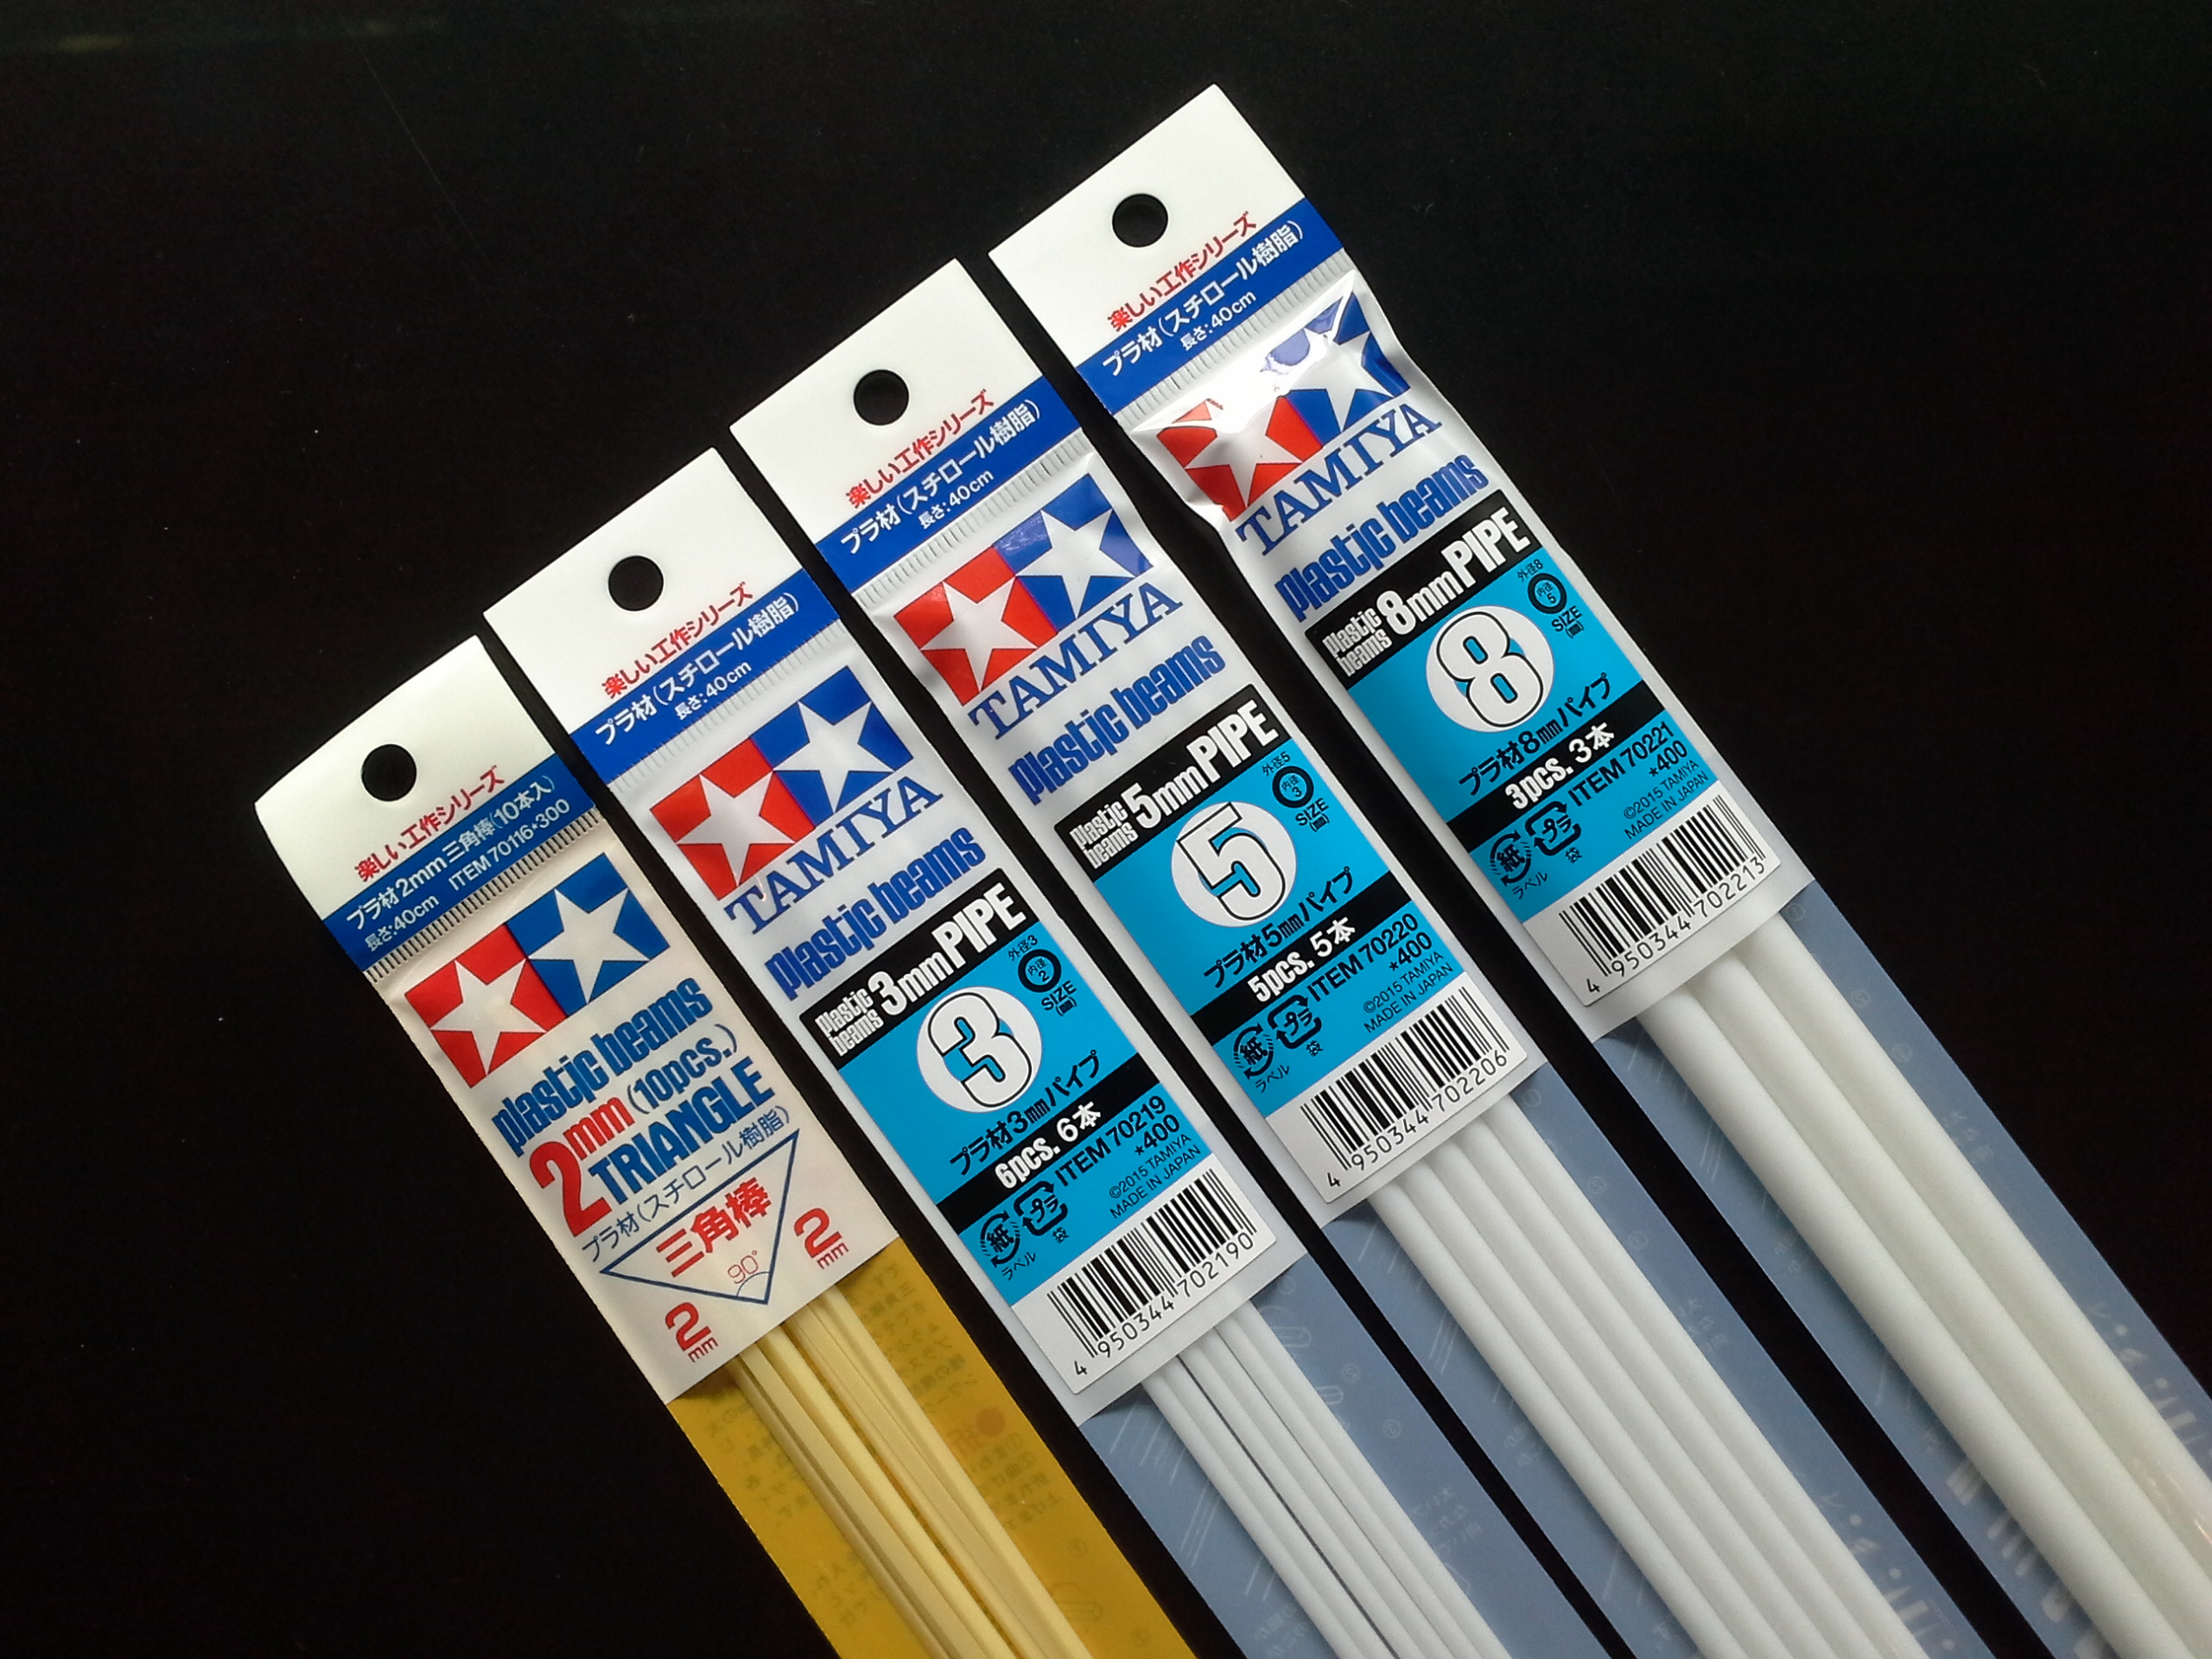 楽しい工作シリーズ
プラ材2mm三角棒(10本入)
長さ:40cm ITEM 70116★300
plastic beams
2mm(10pcs.)
TRIANGLE
プラ材(スチロール樹脂)
三角棒
90°
2mm
2mm
楽しい工作シリーズ
プラ材(スチロール樹脂)
長さ:40cm
TAMIYA
plastic beams
Plastic beams 3mm PIPE
外径3
内径2
SIZE
(㎜)
3
プラ材3mmパイプ
6pcs. 6本
ITEM 70219
★400
紙
ラベル
プラ
袋
©2015 TAMIYA
MADE IN JAPAN
4 950344 702190
楽しい工作シリーズ
プラ材(スチロール樹脂)
長さ:40cm
TAMIYA
plastic beams
Plastic beams 5mm PIPE
外径5
内径3
SIZE
(㎜)
5
プラ材5mmパイプ
5pcs. 5本
ITEM 70220
★400
紙
ラベル
プラ
袋
©2015 TAMIYA
MADE IN JAPAN
4 950344 702206
楽しい工作シリーズ
プラ材(スチロール樹脂)
長さ:40cm
TAMIYA
plastic beams
Plastic beams 8mm PIPE
外径8
内径6
SIZE
(㎜)
8
プラ材8mmパイプ
3pcs. 3本
ITEM 70221
★400
紙
ラベル
プラ
袋
©2015 TAMIYA
MADE IN JAPAN
4 950344 702213